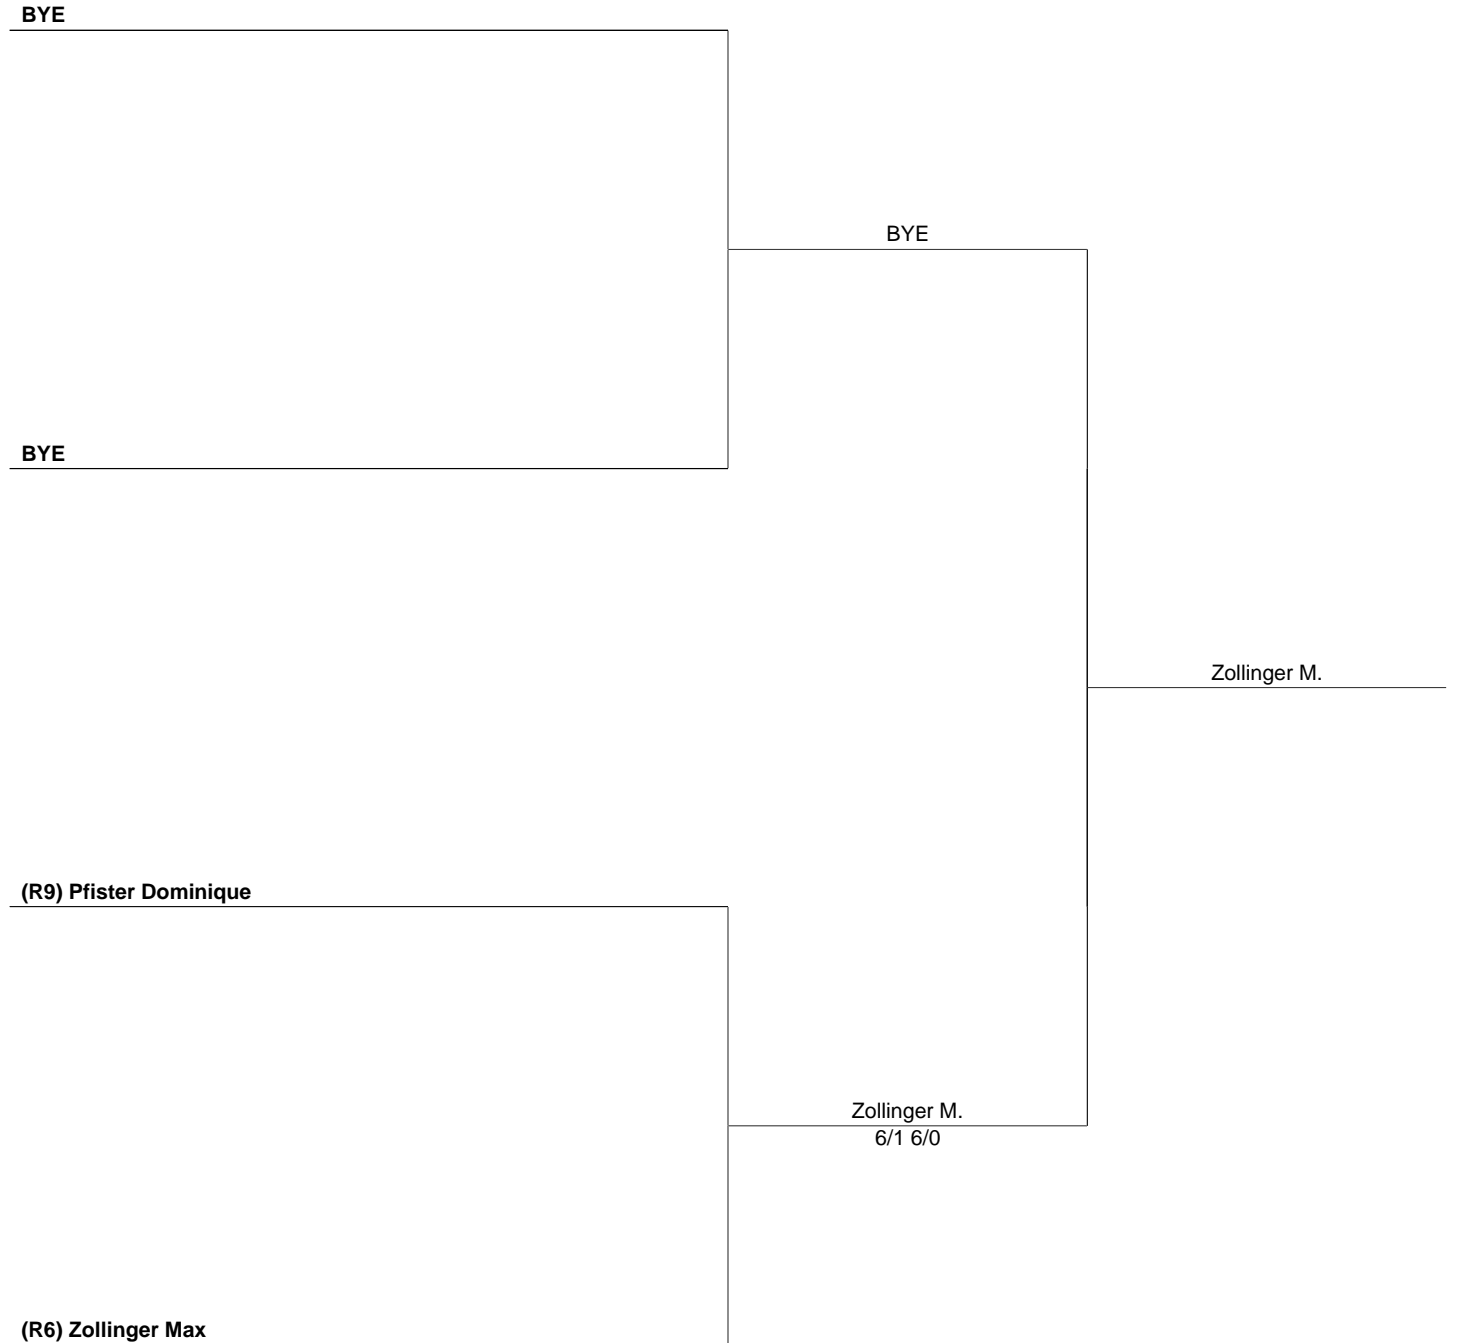 BYE
BYE
BYE
Zollinger M.
(R9) Pfister Dominique
Zollinger M.
6/1 6/0
(R6) Zollinger Max